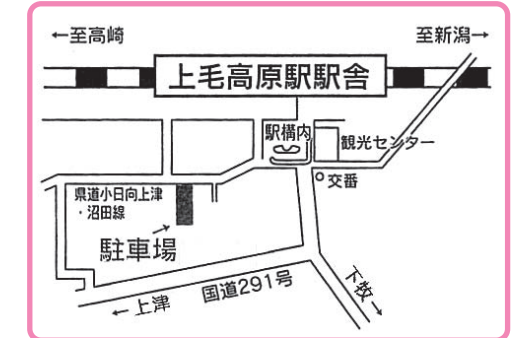 ←至高崎
至新潟→
上毛高原駅駅舎
駅構内
観光センター
交番
県道小日向上津
・沼田線
駐車場
国道291号
←上津
下牧→